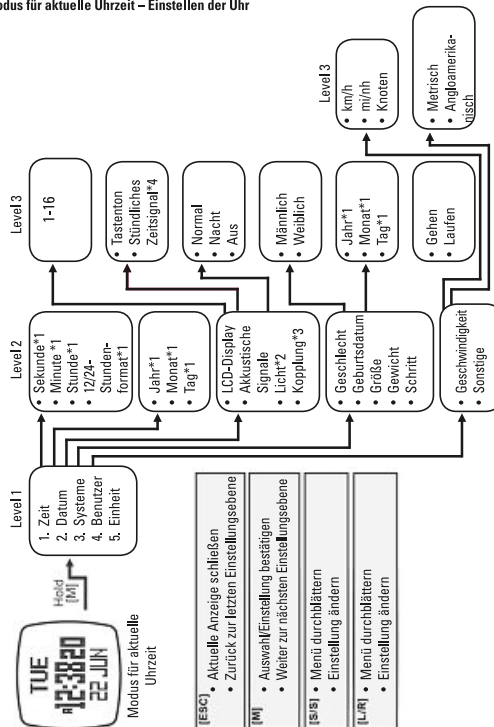 odus für aktuelle Uhrzeit – Einstellen der Uhr
TUE
A12:3820
22 JUN
Modus für aktuelle
Uhrzeit
Hold
[M]
Level 1
1. Zeit
2. Datum
3. Systeme
4. Benutzer
5. Einheit
Level 2
• Sekunde*1
• Minute *1
• Stunde*1
• 12/24-
Stunden-
format*1
• Jahr*1
• Monat*1
• Tag*1
• LCD-Display
• Akkustische
Signale
• Licht*2
• Kopplung*3
• Geschlecht
• Geburtsdatum
• Größe
• Gewicht
• Schritt
• Geschwindigkeit
• Sonstige
Level 3
1-16
• Tastenton
• Stündliches
Zeitsignal*4
• Normal
• Nacht
• Aus
• Männlich
• Weiblich
• Jahr*1
• Monat*1
• Tag*1
• Gehen
• Laufen
Level 3
• km/h
• mi/nh
• Knoten
• Metrisch
• Angloamerika-
nisch
[ESC]
• Aktuelle Anzeige schließen
• Zurück zur letzten Einstellungsebene
[M]
• Auswahl/Einstellung bestätigen
• Weiter zur nächsten Einstellungsebene
[S/S]
• Menü durchblättern
• Einstellung ändern
[L/R]
• Menü durchblättern
• Einstellung ändern